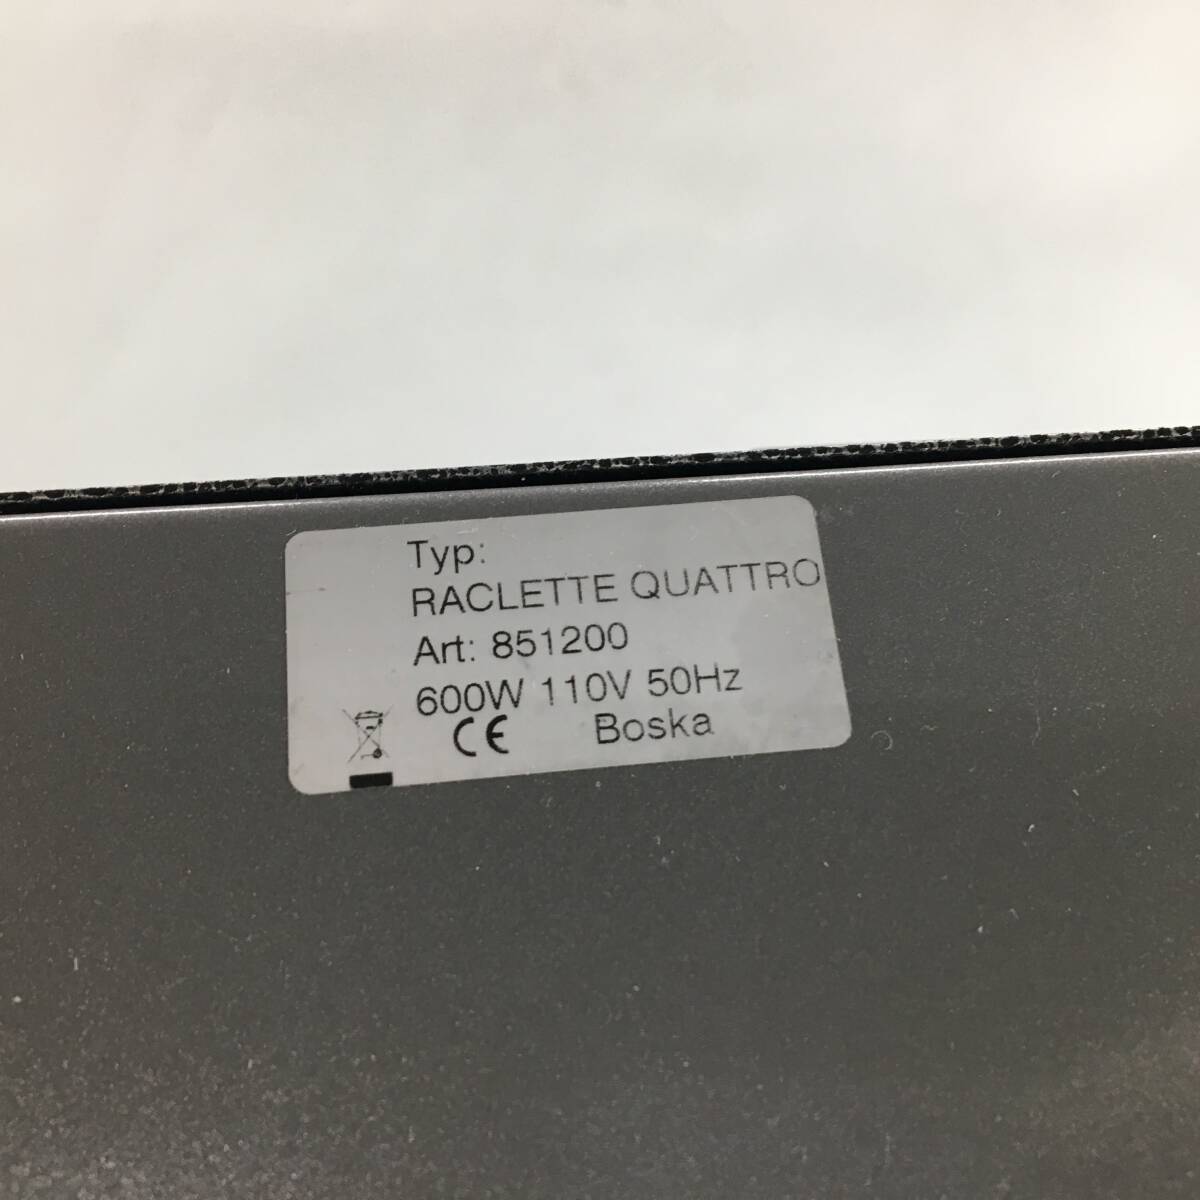 Typ:
RACLETTE QUATTRO
Art: 851200
600W 110V 50Hz
CE Boska